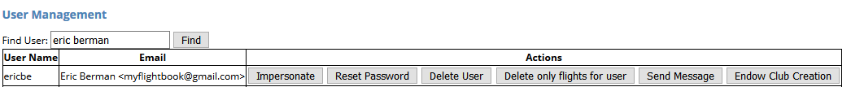 User Management
Find User: eric berman Find
User Name Email Actions
ericbe Eric Berman <myflightbook@gmail.com> Impersonate Reset Password Delete User Delete only flights for user Send Message Endow Club Creation